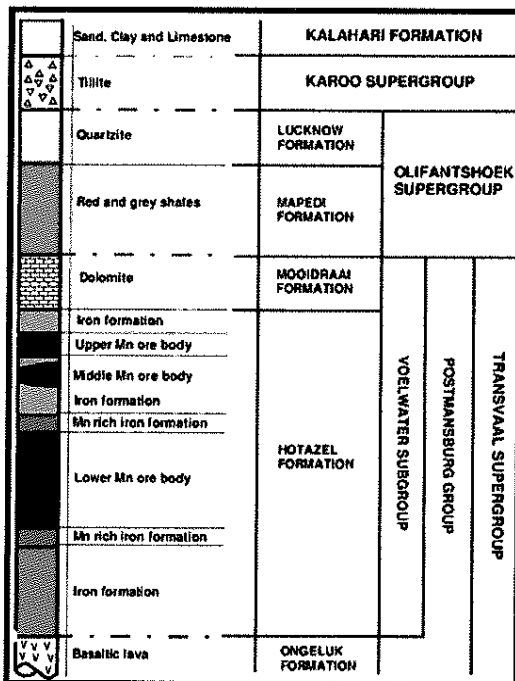 Sand, Clay and Limestone
KALAHARI FORMATION
Tillite
KAROO SUPERGROUP
Quartzite
LUCKNOW
FORMATION
OLIFANTSHOEK
SUPERGROUP
Red and grey shales
MAPEDI
FORMATION
Dolomite
MOOIDRAAI
FORMATION
Iron formation
Upper Mn ore body
Middle Mn ore body
Iron formation
Mn rich iron formation
Lower Mn ore body
HOTAZEL
FORMATION
Mn rich iron formation
Iron formation
VOELWATER SUBGROUP
POSTMANSBURG GROUP
TRANSVAAL SUPERGROUP
Basaltic lava
ONGELUK
FORMATION